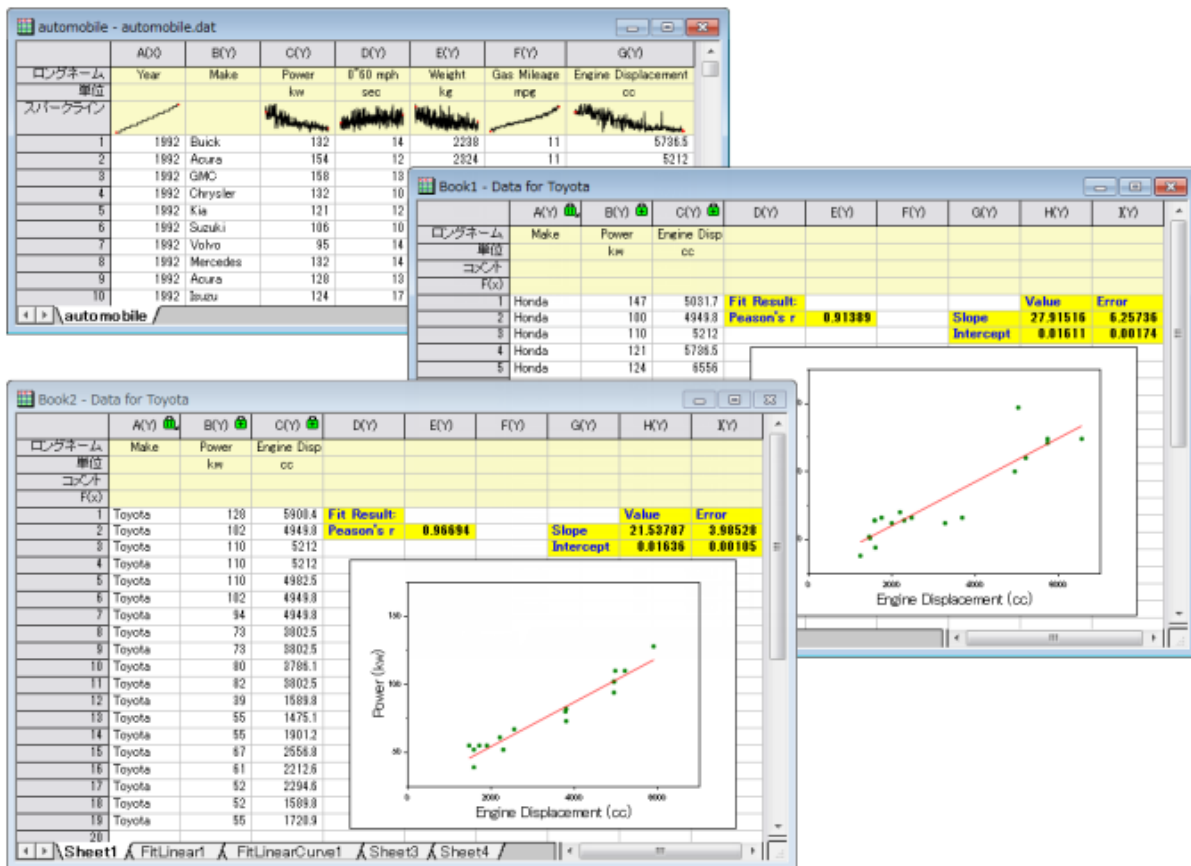 automobile - automobile.dat
A(X) B(Y) C(Y) D(Y) E(Y) F(Y) G(Y)
ロングネーム Year Make Power 0~60 mph Weight Gas Mileage Engine Displacement
単位 kw sec kg mpg cc
スパークライン
1 1992 Buick 132 14 2238 11 5736.5
2 1992 Acura 154 12 2324 11 5212
3 1992 GMC 158 13
4 1992 Chrysler 132 10
5 1992 Kia 121 12
6 1992 Suzuki 106 10
7 1992 Volvo 95 14
8 1992 Mercedes 132 14
9 1992 Acura 128 13
10 1992 Isuzu 124 17
automobile
Book1 - Data for Toyota
A(Y) B(Y) C(Y) D(Y) E(Y) F(Y) G(Y) H(Y) I(Y)
ロングネーム Make Power Engine Disp
単位 kw cc
コメント
F(x)
1 Honda 147 5031.7 Fit Result: Value Error
2 Honda 100 4949.8 Peason's r 0.91389 Slope 27.91516 6.25736
3 Honda 110 5212 Intercept 0.01611 0.00174
4 Honda 121 5736.5
5 Honda 124 6556
0 2000 4000 6000
Engine Displacement (cc)
Book2 - Data for Toyota
A(Y) B(Y) C(Y) D(Y) E(Y) F(Y) G(Y) H(Y) I(Y)
ロングネーム Make Power Engine Disp
単位 kw cc
コメント
F(x)
1 Toyota 128 5900.4 Fit Result: Value Error
2 Toyota 102 4949.8 Peason's r 0.96694 Slope 21.53787 3.98528
3 Toyota 110 5212 Intercept 0.01636 0.00105
4 Toyota 110 5212
5 Toyota 110 4982.5
6 Toyota 102 4949.8
7 Toyota 94 4949.8
8 Toyota 73 3802.5
9 Toyota 73 3802.5
10 Toyota 80 3786.1
11 Toyota 82 3802.5
12 Toyota 39 1589.8
13 Toyota 55 1475.1
14 Toyota 55 1901.2
15 Toyota 67 2556.8
16 Toyota 61 2212.6
17 Toyota 52 2294.6
18 Toyota 52 1589.8
19 Toyota 55 1720.9
20
150
100
50
Power (kw)
0 2000 4000 6000
Engine Displacement (cc)
Sheet1 FitLinear1 FitLinearCurve1 Sheet3 Sheet4